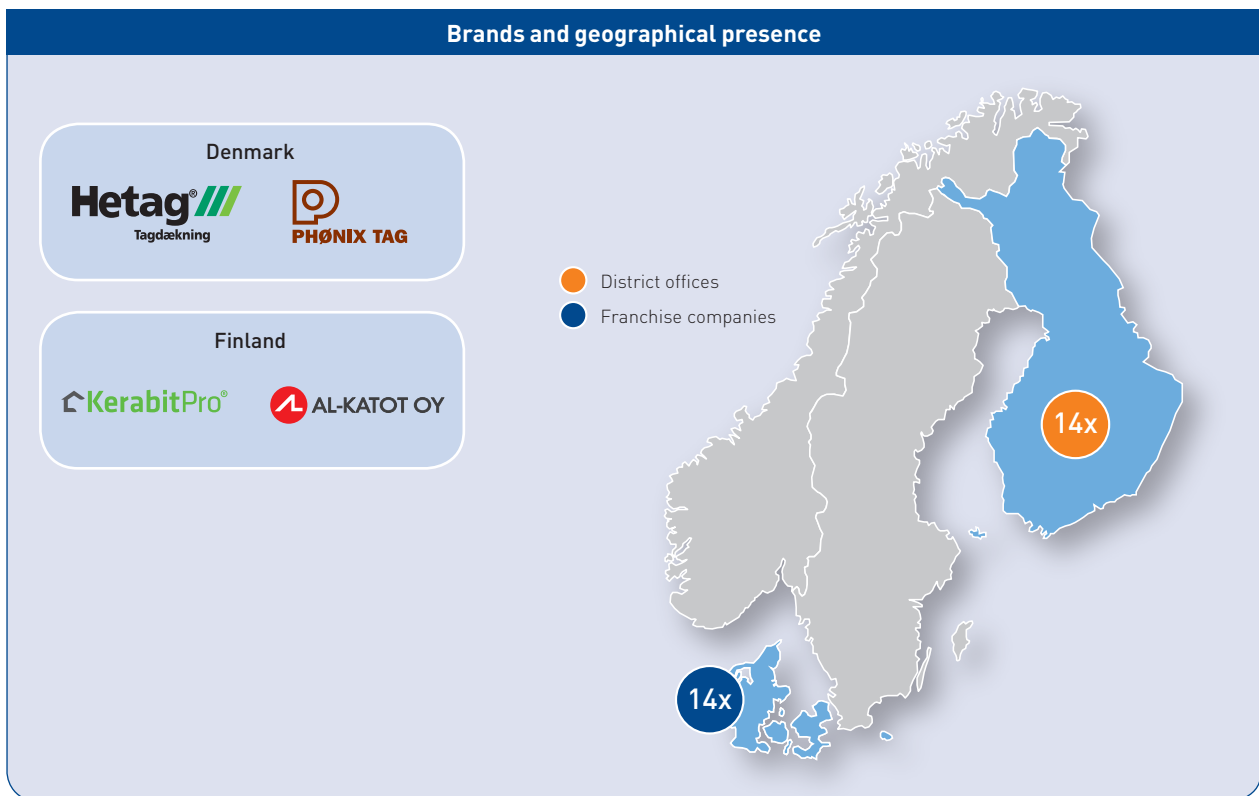 Brands and geographical presence
Denmark
Hetag®
Tagdækning
PHØNIX TAG
Finland
KerabitPro®
AL-KATOT OY
District offices
Franchise companies
14x
14x